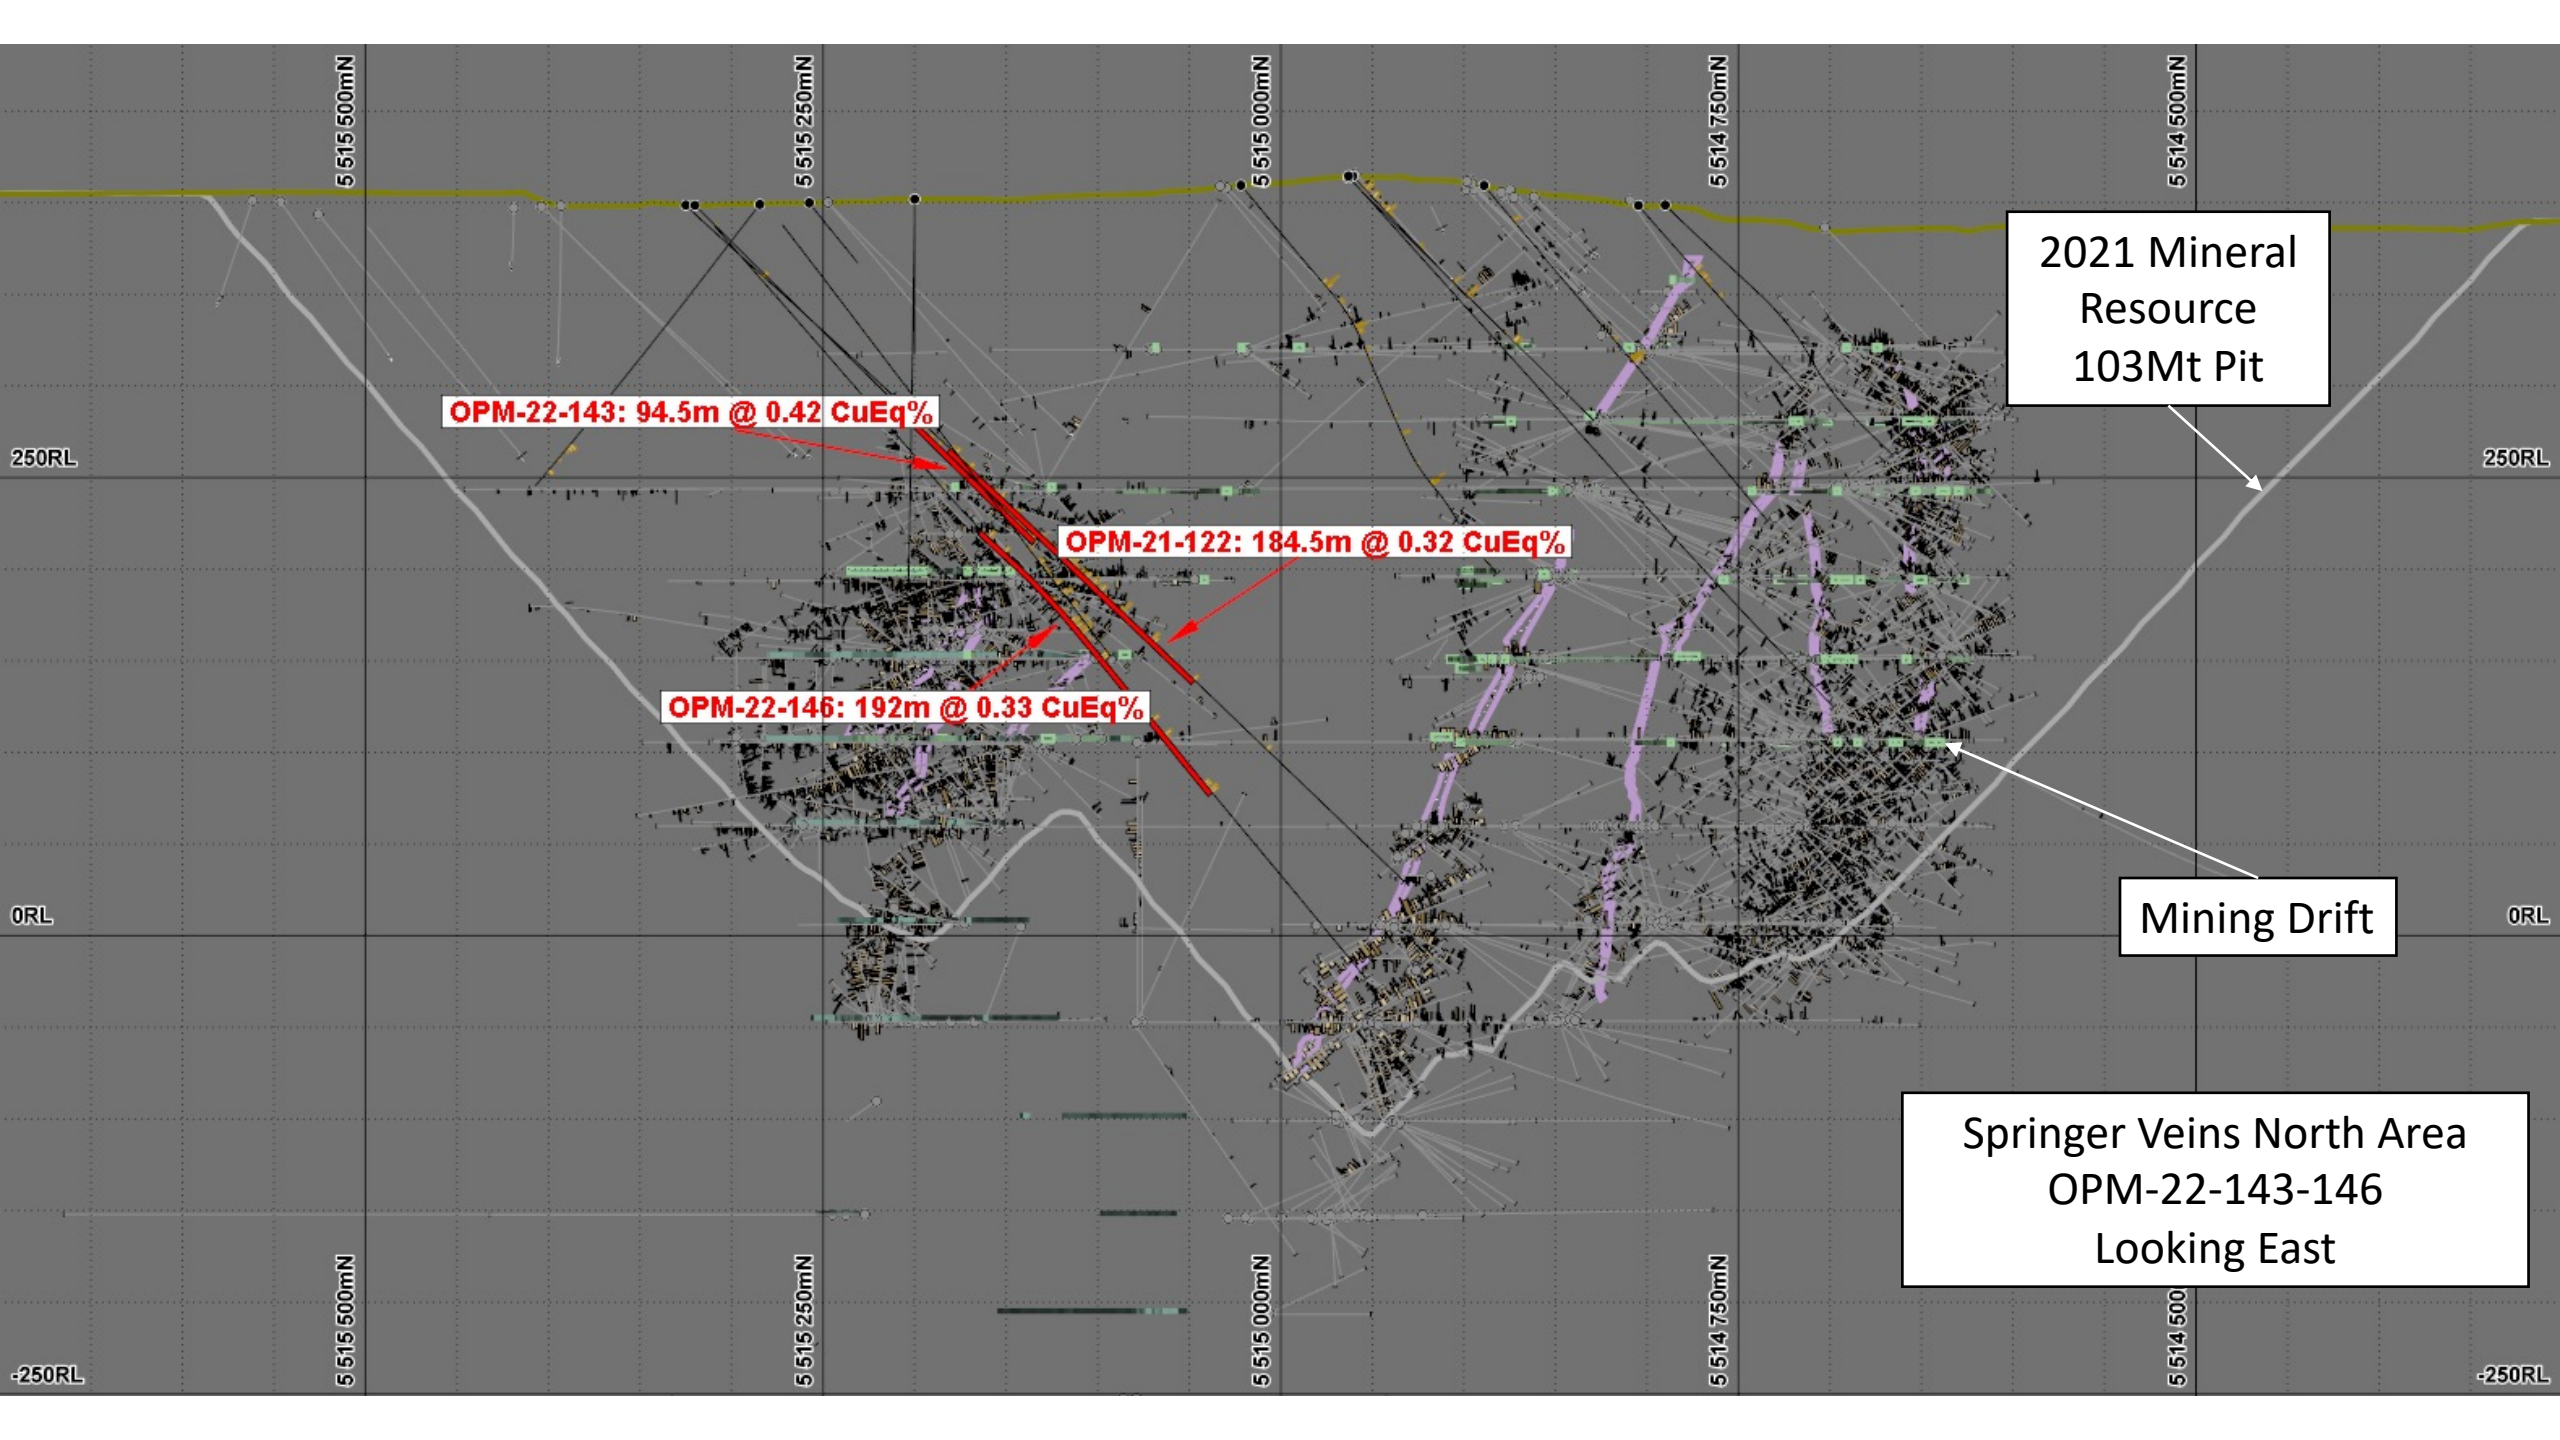 5 515 500mN
5 515 250mN
5 515 000mN
5 514 750mN
5 514 500mN
2021 Mineral
Resource
103Mt Pit
OPM-22-143: 94.5m @ 0.42 CuEq%
250RL
250RL
OPM-21-122: 184.5m @ 0.32 CuEq%
OPM-22-146: 192m @ 0.33 CuEq%
0RL
0RL
Mining Drift
Springer Veins North Area
OPM-22-143-146
Looking East
5 515 500mN
5 515 250mN
5 515 000mN
5 514 750mN
5 514 500
-250RL
-250RL